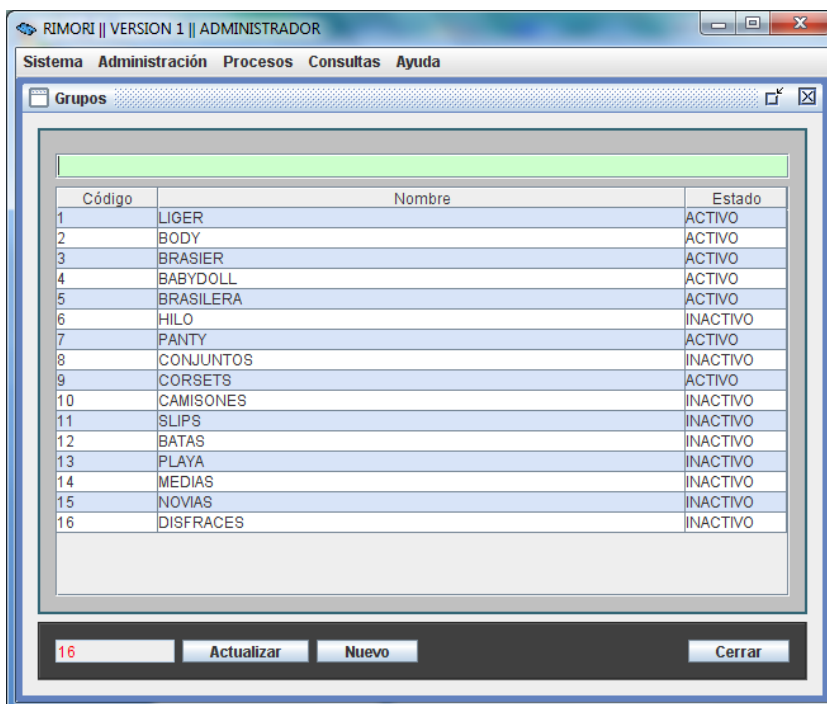 RIMORI || VERSION 1 || ADMINISTRADOR
Sistema Administración Procesos Consultas Ayuda
Grupos
Código Nombre Estado
1 LIGER ACTIVO
2 BODY ACTIVO
3 BRASIER ACTIVO
4 BABYDOLL ACTIVO
5 BRASILERA ACTIVO
6 HILO INACTIVO
7 PANTY ACTIVO
8 CONJUNTOS INACTIVO
9 CORSETS ACTIVO
10 CAMISONES INACTIVO
11 SLIPS INACTIVO
12 BATAS INACTIVO
13 PLAYA INACTIVO
14 MEDIAS INACTIVO
15 NOVIAS INACTIVO
16 DISFRACES INACTIVO
16 Actualizar Nuevo Cerrar